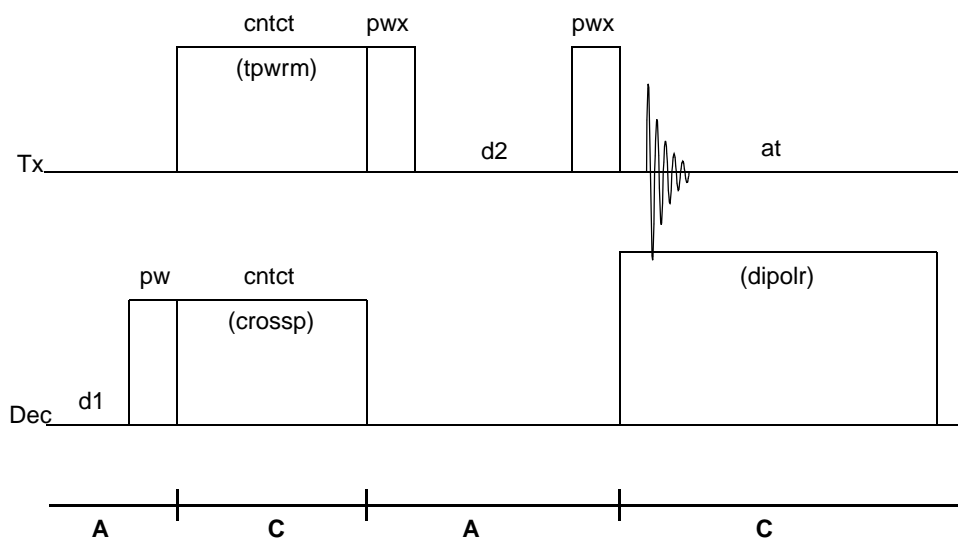 cntct pwx pwx
(tpwrm)
d2 at
Tx
pw cntct (dipolr)
(crossp)
d1
Dec
A C A C